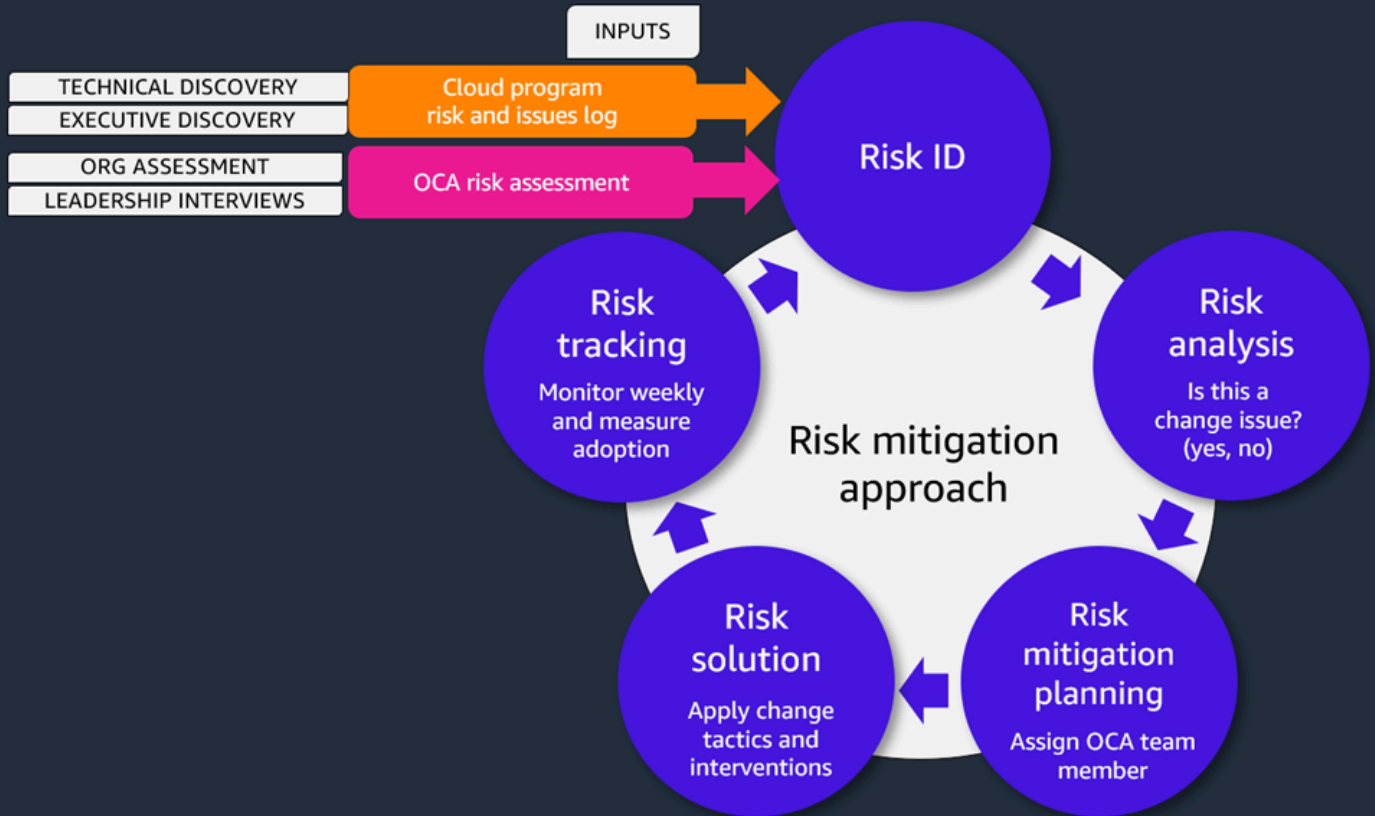 INPUTS
TECHNICAL DISCOVERY
EXECUTIVE DISCOVERY
Cloud program
risk and issues log
ORG ASSESSMENT
LEADERSHIP INTERVIEWS
OCA risk assessment
Risk ID
Risk
analysis
Is this a
change issue?
(yes, no)
Risk
mitigation
planning
Assign OCA team
member
Risk
solution
Apply change
tactics and
interventions
Risk
tracking
Monitor weekly
and measure
adoption
Risk mitigation
approach